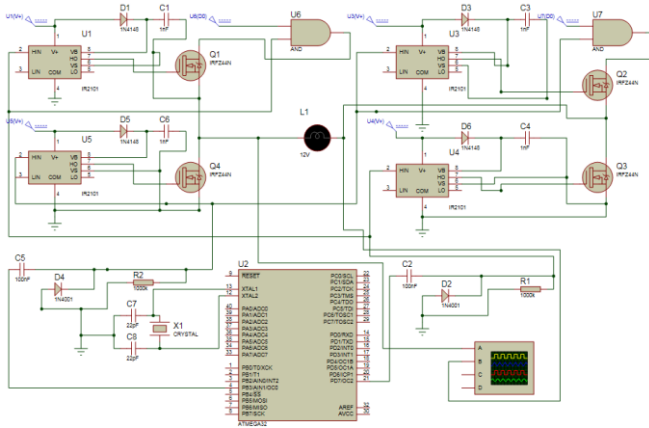 U1(V+)
D1
1N4148
C1
1nF
U6(D0)
U6
AND
U3(V+)
D3
1N4148
C3
1nF
U7(D0)
U7
AND
U1
HIN
LIN
V+
COM
VB
HO
VS
LO
IR2101
Q1
IRFZ44N
U3
HIN
LIN
V+
COM
VB
HO
VS
LO
IR2101
Q2
IRFZ44N
U5(V+)
D5
1N4148
C6
1nF
U5
HIN
LIN
V+
COM
VB
HO
VS
LO
IR2101
Q4
IRFZ44N
L1
12V
U4(V+)
D6
1N4148
C4
1nF
U4
HIN
LIN
V+
COM
VB
HO
VS
LO
IR2101
Q3
IRFZ44N
C5
100nF
D4
1N4001
R2
1000k
C7
22pF
C8
22pF
X1
CRYSTAL
U2
RESET
XTAL1
XTAL2
PA0/ADC0
PA1/ADC1
PA2/ADC2
PA3/ADC3
PA4/ADC4
PA5/ADC5
PA6/ADC6
PA7/ADC7
PB0/T0/XCK
PB1/T1
PB2/AIN0/INT2
PB3/AIN1/OC0
PB4/SS
PB5/MOSI
PB6/MISO
PB7/SCK
PC0/SCL
PC1/SDA
PC2/TCK
PC3/TMS
PC4/TDO
PC5/TDI
PC6/TOSC1
PC7/TOSC2
PD0/RXD
PD1/TXD
PD2/INT0
PD3/INT1
PD4/OC1B
PD5/OC1A
PD6/ICP1
PD7/OC2
AREF
AVCC
ATMEGA32
C2
100nF
D2
1N4001
R1
1000k
A
B
C
D